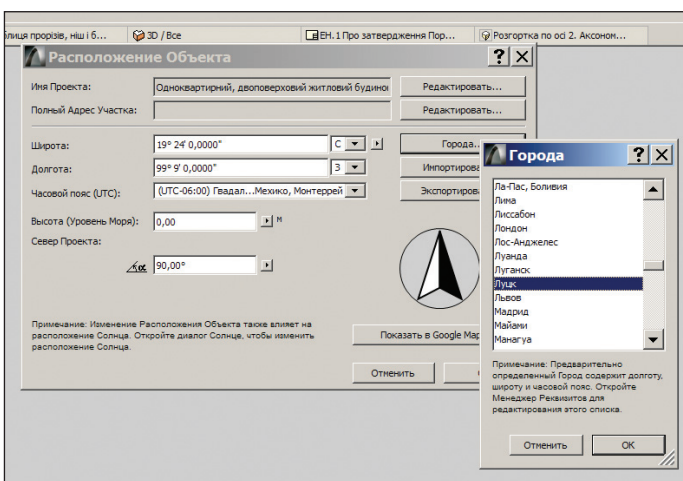 блиця прорізів, ніш і б...
3D / Все
ЕН.1 Про затвердження Пор...
Розгортка по осі 2. Аксоном...
Расположение Объекта
? X
Имя Проекта:
Одноквартирний, двоповерховий житловий будинок
Редактировать...
Полный Адрес Участка:
Редактировать...
Широта:
19° 24' 0,0000"
С
Города...
Долгота:
99° 9' 0,0000"
З
Импортирова
Часовой пояс (UTC):
(UTC-06:00) Гвадал...Мехико, Монтеррей
Экспортирова
Высота (Уровень Моря):
0,00
м
Север Проекта:
α
90,00°
Примечание: Изменение Расположения Объекта также влияет на
расположение Солнца. Откройте диалог Солнце, чтобы изменить
расположение Солнца.
Показать в Google Map
Отменить
Города
? X
Ла-Пас, Боливия
Лима
Лиссабон
Лондон
Лос-Анджелес
Луанда
Луганск
Луцк
Львов
Мадрид
Майами
Манагуа
Примечание: Предварительно
определенный Город содержит долготу,
широту и часовой пояс. Откройте
Менеджер Реквизитов для
редактирования этого списка.
Отменить
OK